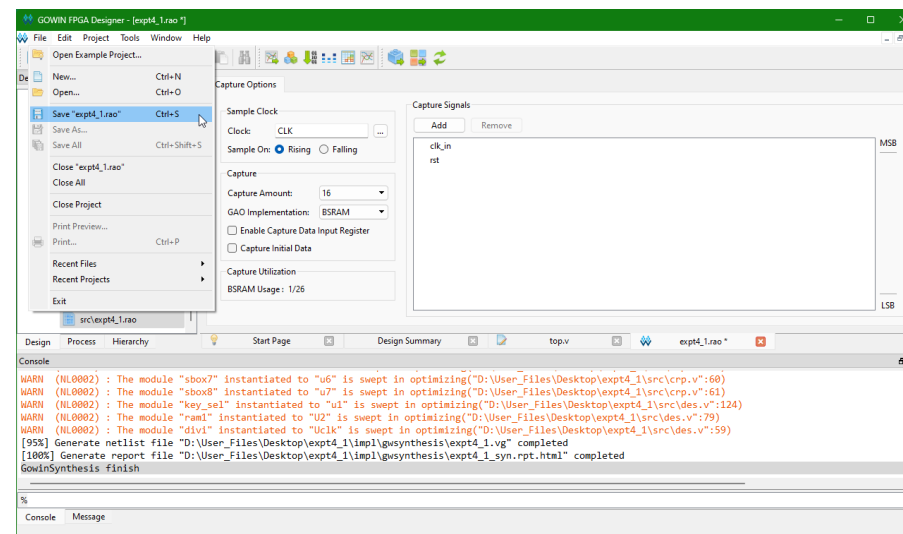 GOWIN FPGA Designer - [expt4_1.rao *]
File Edit Project Tools Window Help
Open Example Project...
De
New... Ctrl+N
Open... Ctrl+O
Save "expt4_1.rao" Ctrl+S
Save As...
Save All Ctrl+Shift+S
Close "expt4_1.rao"
Close All
Close Project
Print Preview...
Print... Ctrl+P
Recent Files
Recent Projects
Exit
src\expt4_1.rao
Capture Options
Sample Clock
Clock: CLK ...
Sample On: Rising Falling
Capture
Capture Amount: 16
GAO Implementation: BSRAM
Enable Capture Data Input Register
Capture Initial Data
Capture Utilization
BSRAM Usage : 1/26
Capture Signals
Add Remove
clk_in
rst
MSB
LSB
Design Process Hierarchy
Start Page Design Summary top.v expt4_1.rao *
Console
WARN (NL0002) : The module "sbox7" instantiated to "u6" is swept in optimizing("D:\User_Files\Desktop\expt4_1\src\crp.v":60)
WARN (NL0002) : The module "sbox8" instantiated to "u7" is swept in optimizing("D:\User_Files\Desktop\expt4_1\src\crp.v":61)
WARN (NL0002) : The module "key_sel" instantiated to "u1" is swept in optimizing("D:\User_Files\Desktop\expt4_1\src\des.v":124)
WARN (NL0002) : The module "ram1" instantiated to "U2" is swept in optimizing("D:\User_Files\Desktop\expt4_1\src\des.v":79)
WARN (NL0002) : The module "divi" instantiated to "Uclk" is swept in optimizing("D:\User_Files\Desktop\expt4_1\src\des.v":59)
[95%] Generate netlist file "D:\User_Files\Desktop\expt4_1\impl\gwsynthesis\expt4_1.vg" completed
[100%] Generate report file "D:\User_Files\Desktop\expt4_1\impl\gwsynthesis\expt4_1_syn.rpt.html" completed
GowinSynthesis finish
%
Console Message